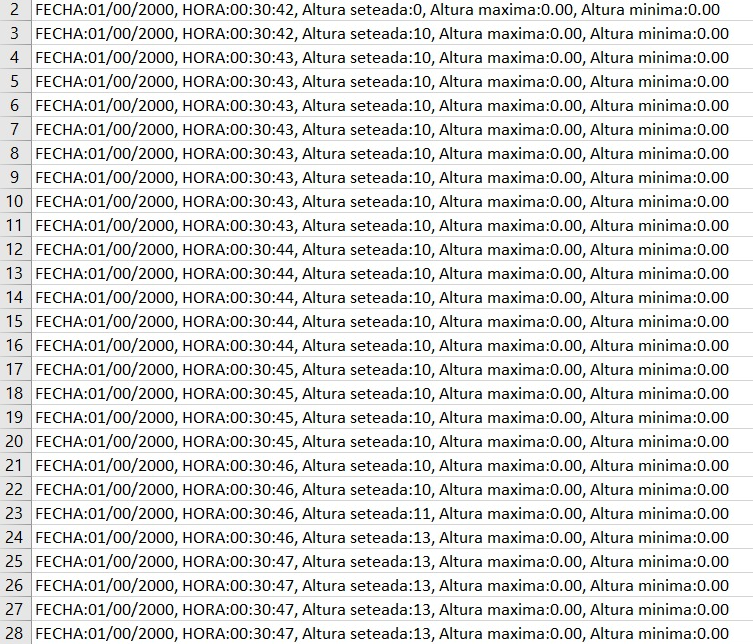 2 FECHA:01/00/2000, HORA:00:30:42, Altura seteada:0, Altura maxima:0.00, Altura minima:0.00
3 FECHA:01/00/2000, HORA:00:30:42, Altura seteada:10, Altura maxima:0.00, Altura minima:0.00
4 FECHA:01/00/2000, HORA:00:30:43, Altura seteada:10, Altura maxima:0.00, Altura minima:0.00
5 FECHA:01/00/2000, HORA:00:30:43, Altura seteada:10, Altura maxima:0.00, Altura minima:0.00
6 FECHA:01/00/2000, HORA:00:30:43, Altura seteada:10, Altura maxima:0.00, Altura minima:0.00
7 FECHA:01/00/2000, HORA:00:30:43, Altura seteada:10, Altura maxima:0.00, Altura minima:0.00
8 FECHA:01/00/2000, HORA:00:30:43, Altura seteada:10, Altura maxima:0.00, Altura minima:0.00
9 FECHA:01/00/2000, HORA:00:30:43, Altura seteada:10, Altura maxima:0.00, Altura minima:0.00
10 FECHA:01/00/2000, HORA:00:30:43, Altura seteada:10, Altura maxima:0.00, Altura minima:0.00
11 FECHA:01/00/2000, HORA:00:30:43, Altura seteada:10, Altura maxima:0.00, Altura minima:0.00
12 FECHA:01/00/2000, HORA:00:30:44, Altura seteada:10, Altura maxima:0.00, Altura minima:0.00
13 FECHA:01/00/2000, HORA:00:30:44, Altura seteada:10, Altura maxima:0.00, Altura minima:0.00
14 FECHA:01/00/2000, HORA:00:30:44, Altura seteada:10, Altura maxima:0.00, Altura minima:0.00
15 FECHA:01/00/2000, HORA:00:30:44, Altura seteada:10, Altura maxima:0.00, Altura minima:0.00
16 FECHA:01/00/2000, HORA:00:30:44, Altura seteada:10, Altura maxima:0.00, Altura minima:0.00
17 FECHA:01/00/2000, HORA:00:30:45, Altura seteada:10, Altura maxima:0.00, Altura minima:0.00
18 FECHA:01/00/2000, HORA:00:30:45, Altura seteada:10, Altura maxima:0.00, Altura minima:0.00
19 FECHA:01/00/2000, HORA:00:30:45, Altura seteada:10, Altura maxima:0.00, Altura minima:0.00
20 FECHA:01/00/2000, HORA:00:30:45, Altura seteada:10, Altura maxima:0.00, Altura minima:0.00
21 FECHA:01/00/2000, HORA:00:30:46, Altura seteada:10, Altura maxima:0.00, Altura minima:0.00
22 FECHA:01/00/2000, HORA:00:30:46, Altura seteada:10, Altura maxima:0.00, Altura minima:0.00
23 FECHA:01/00/2000, HORA:00:30:46, Altura seteada:11, Altura maxima:0.00, Altura minima:0.00
24 FECHA:01/00/2000, HORA:00:30:46, Altura seteada:13, Altura maxima:0.00, Altura minima:0.00
25 FECHA:01/00/2000, HORA:00:30:47, Altura seteada:13, Altura maxima:0.00, Altura minima:0.00
26 FECHA:01/00/2000, HORA:00:30:47, Altura seteada:13, Altura maxima:0.00, Altura minima:0.00
27 FECHA:01/00/2000, HORA:00:30:47, Altura seteada:13, Altura maxima:0.00, Altura minima:0.00
28 FECHA:01/00/2000, HORA:00:30:47, Altura seteada:13, Altura maxima:0.00, Altura minima:0.00